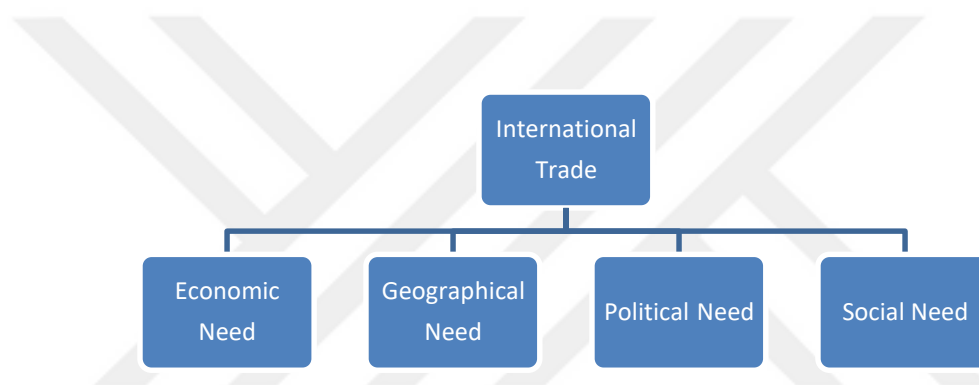 International
Trade
Economic
Need
Geographical
Need
Political Need
Social Need